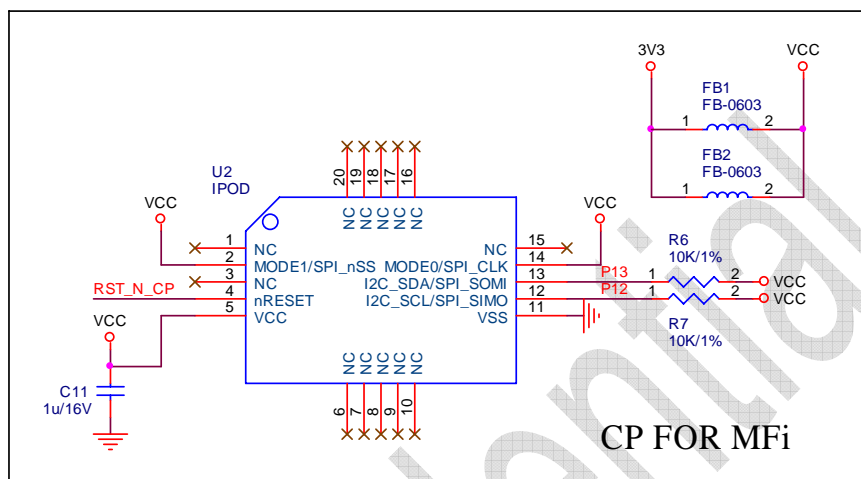 3V3
VCC
FB1
FB-0603
1
2
FB2
FB-0603
1
2
U2
IPOD
20
19
18
17
16
NC
NC
NC
NC
NC
VCC
1
NC
2
MODE1/SPI_nSS
3
NC
RST_N_CP
4
nRESET
5
VCC
NC
15
MODE0/SPI_CLK
14
I2C_SDA/SPI_SOMI
13
I2C_SCL/SPI_SIMO
12
VSS
11
VCC
P13
P12
R6
10K/1%
1
2
VCC
1
2
VCC
R7
10K/1%
VCC
C11
1u/16V
NC
NC
NC
NC
NC
6
7
8
9
10
CP FOR MFi